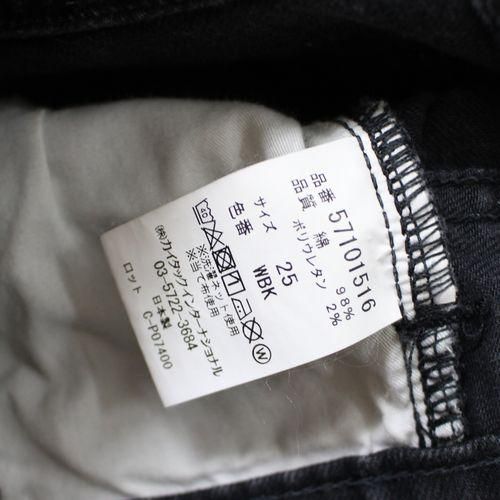 品番 57101516
品質 綿 98%
ポリウレタン 2%
サイズ 25
色番 WBK
※洗濯ネット使用
※当て布使用
㈱カイタックインターナショナル
03-5722-3684
日本製
ロット C-P07400